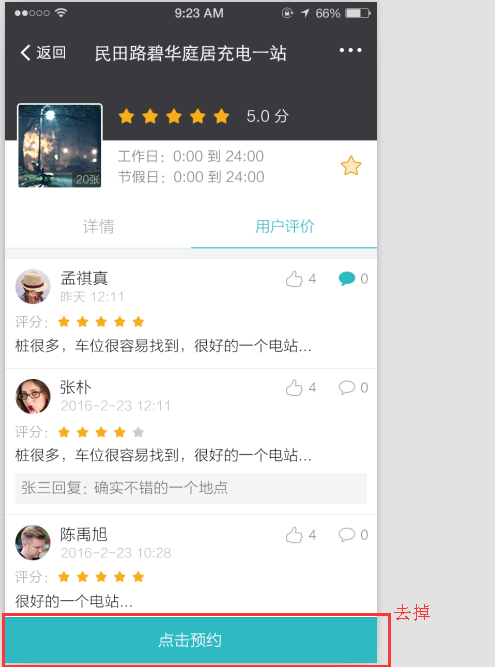 9:23 AM 66%
返回 民田路碧华庭居充电一站
5.0 分
20张
工作日：0:00 到 24:00
节假日：0:00 到 24:00
详情 用户评价
孟祺真 4 0
昨天 12:11
评分：
桩很多，车位很容易找到，很好的一个电站...
张朴 4 0
2016-2-23 12:11
评分：
桩很多，车位很容易找到，很好的一个电站...
张三回复：确实不错的一个地点
陈禹旭 4 0
2016-2-23 10:28
评分：
很好的一个电站...
去掉
点击预约